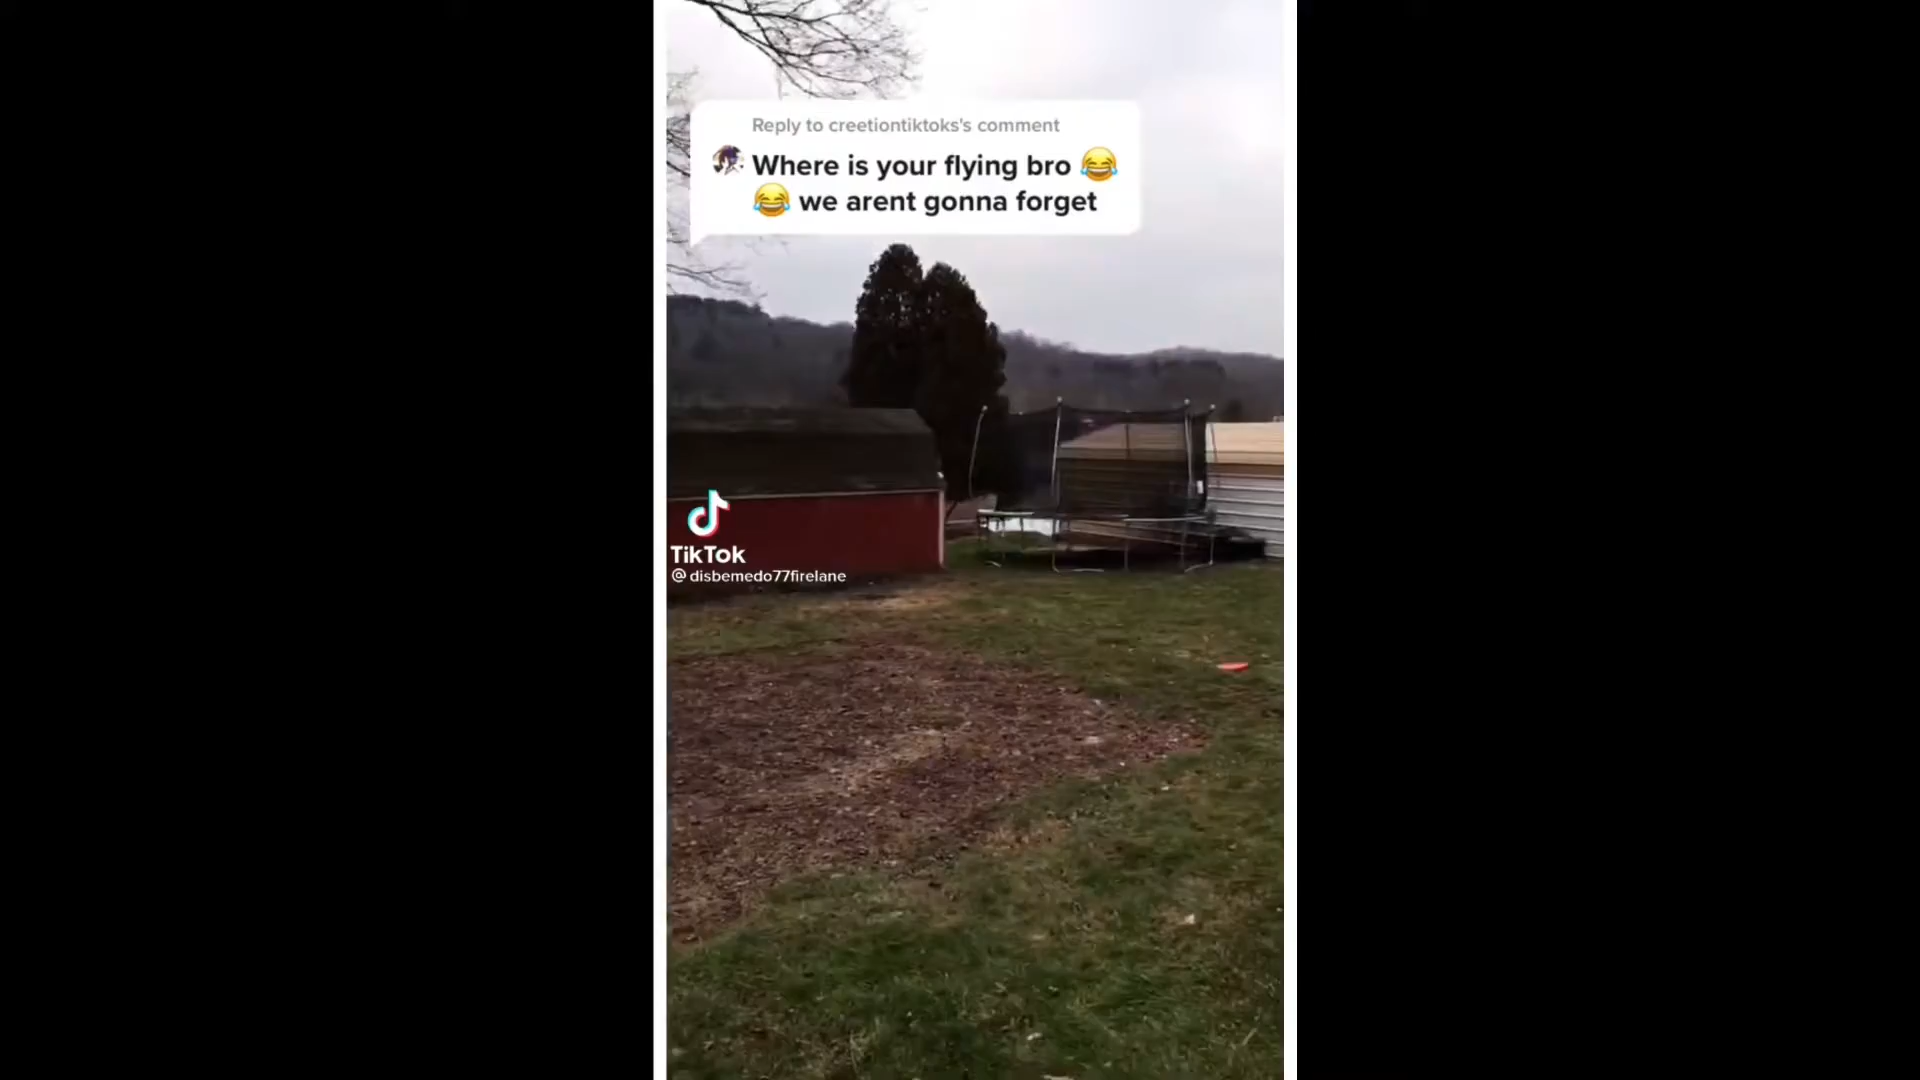 Reply to creetiontiktoks's comment
Where is your flying bro 😂
😂 we arent gonna forget
TikTok
@disbemedo77firelane